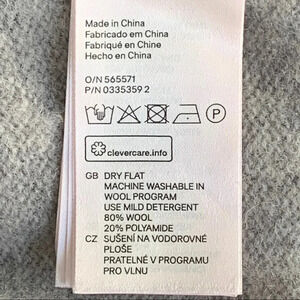 Made in China
Fabricado em China
Fabriqué en Chine
Hecho en China
O/N 565571
P/N 0335359 2
P
clevercare.info
GB DRY FLAT
MACHINE WASHABLE IN
WOOL PROGRAM
USE MILD DETERGENT
80% WOOL
20% POLYAMIDE
CZ SUŠENÍ NA VODOROVNÉ
PLOŠE
PRATELNÉ V PROGRAMU
PRO VLNU